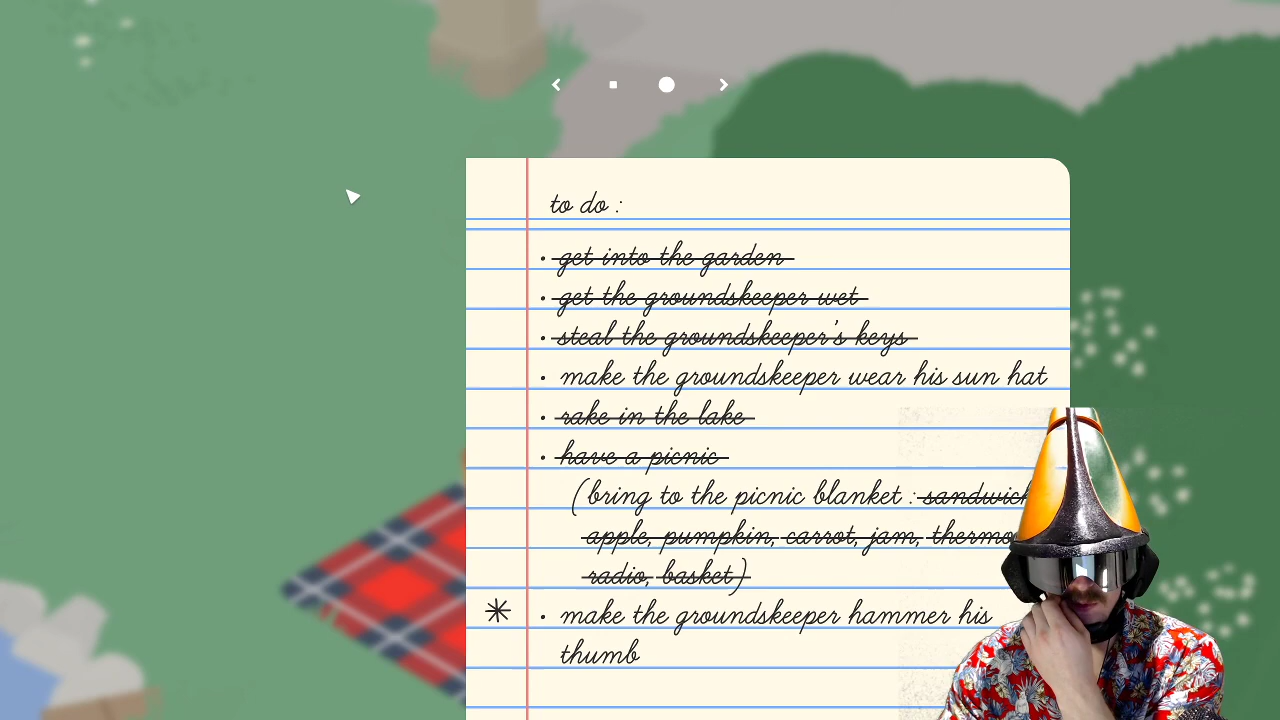 to do :
• get into the garden
• get the groundskeeper wet
• steal the groundskeeper's keys
• make the groundskeeper wear his sun hat
• rake in the lake
• have a picnic
(bring to the picnic blanket : sandwich
apple, pumpkin, carrot, jam, thermo
radio, basket)
• make the groundskeeper hammer his
thumb